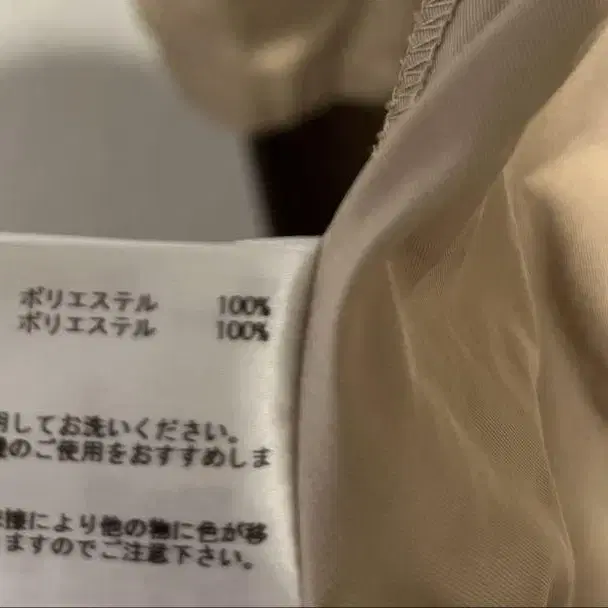 ポリエステル 100%
ポリエステル 100%
用してお洗いください。
のご使用をおすすめしま
擦により他の物に色が移
ますのでご注意下さい。